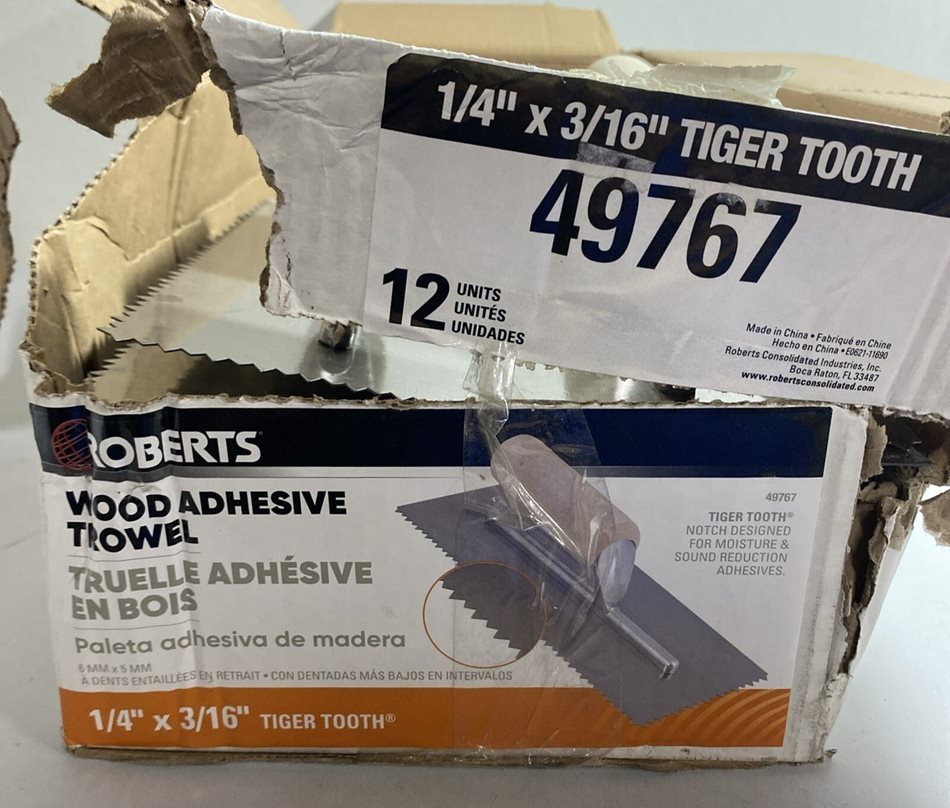 1/4" x 3/16" TIGER TOOTH
49767
12 UNITS
UNITÉS
UNIDADES
Made in China • Fabriqué en Chine
Hecho en China • E0621-11690
Roberts Consolidated Industries, Inc.
Boca Raton, FL 33487
www.robertsconsolidated.com
ROBERTS
WOOD ADHESIVE
TROWEL
TRUELLE ADHÉSIVE
EN BOIS
Paleta adhesiva de madera
6 MM x 5 MM
À DENTS ENTAILLÉES EN RETRAIT • CON DENTADAS MÁS BAJOS EN INTERVALOS
1/4" x 3/16" TIGER TOOTH®
49767
TIGER TOOTH®
NOTCH DESIGNED
FOR MOISTURE &
SOUND REDUCTION
ADHESIVES.